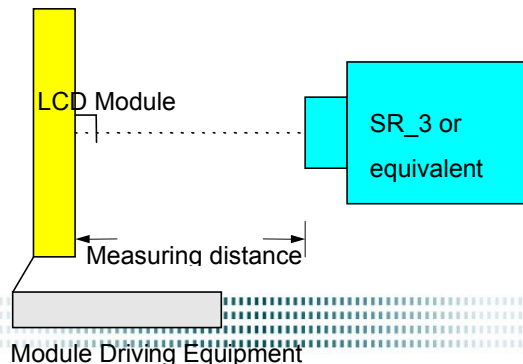 LCD Module
SR_3 or
equivalent
Measuring distance
Module Driving Equipment